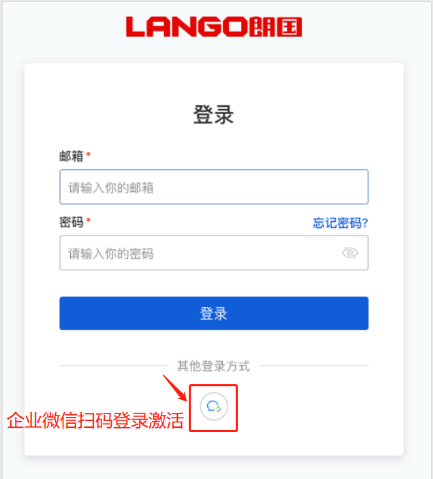 LANGO朗国
登录
邮箱*
请输入你的邮箱
密码* 忘记密码?
请输入你的密码
登录
其他登录方式
企业微信扫码登录激活